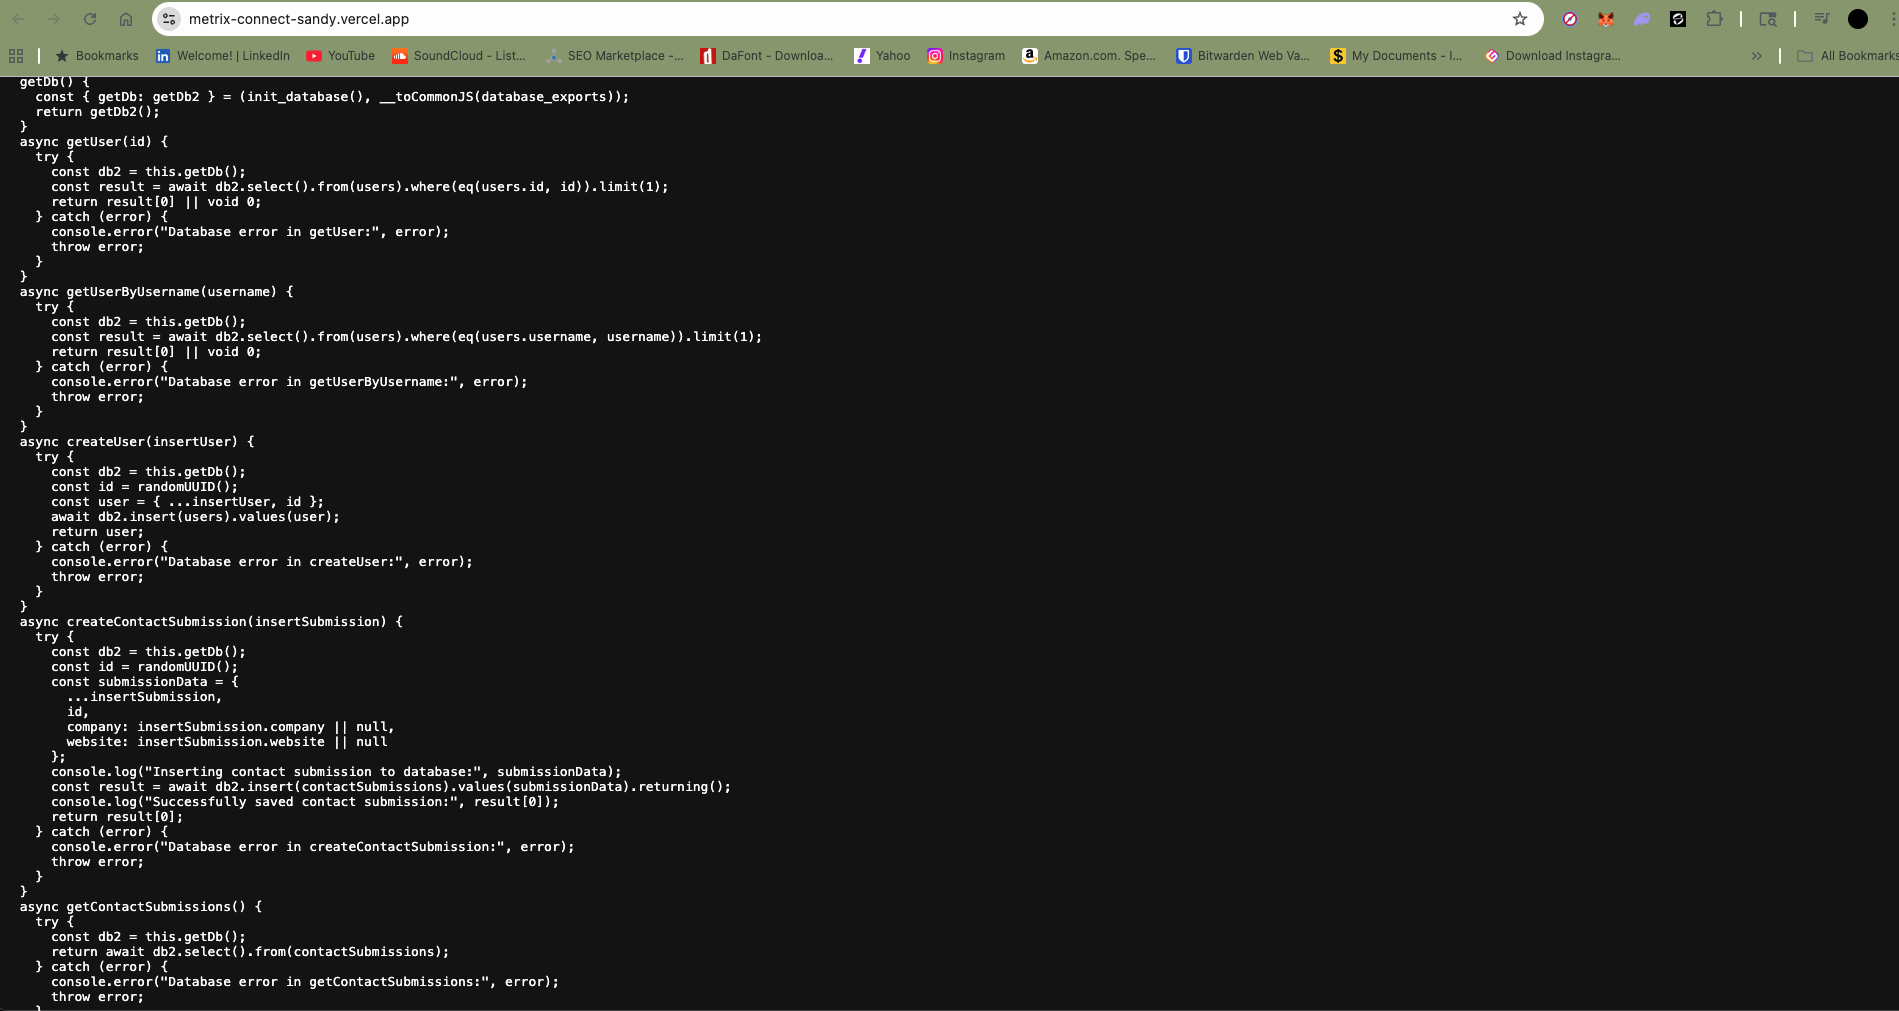 metrix-connect-sandy.vercel.app
Bookmarks
Welcome! | LinkedIn
YouTube
SoundCloud - List...
SEO Marketplace -...
DaFont - Downloa...
Yahoo
Instagram
Amazon.com. Spe...
Bitwarden Web Va...
My Documents - I...
Download Instagra...
»
All Bookmarks
getDb() {
  const { getDb: getDb2 } = (init_database(), __toCommonJS(database_exports));
  return getDb2();
}
async getUser(id) {
  try {
    const db2 = this.getDb();
    const result = await db2.select().from(users).where(eq(users.id, id)).limit(1);
    return result[0] || void 0;
  } catch (error) {
    console.error("Database error in getUser:", error);
    throw error;
  }
}
async getUserByUsername(username) {
  try {
    const db2 = this.getDb();
    const result = await db2.select().from(users).where(eq(users.username, username)).limit(1);
    return result[0] || void 0;
  } catch (error) {
    console.error("Database error in getUserByUsername:", error);
    throw error;
  }
}
async createUser(insertUser) {
  try {
    const db2 = this.getDb();
    const id = randomUUID();
    const user = { ...insertUser, id };
    await db2.insert(users).values(user);
    return user;
  } catch (error) {
    console.error("Database error in createUser:", error);
    throw error;
  }
}
async createContactSubmission(insertSubmission) {
  try {
    const db2 = this.getDb();
    const id = randomUUID();
    const submissionData = {
      ...insertSubmission,
      id,
      company: insertSubmission.company || null,
      website: insertSubmission.website || null
    };
    console.log("Inserting contact submission to database:", submissionData);
    const result = await db2.insert(contactSubmissions).values(submissionData).returning();
    console.log("Successfully saved contact submission:", result[0]);
    return result[0];
  } catch (error) {
    console.error("Database error in createContactSubmission:", error);
    throw error;
  }
}
async getContactSubmissions() {
  try {
    const db2 = this.getDb();
    return await db2.select().from(contactSubmissions);
  } catch (error) {
    console.error("Database error in getContactSubmissions:", error);
    throw error;
  }